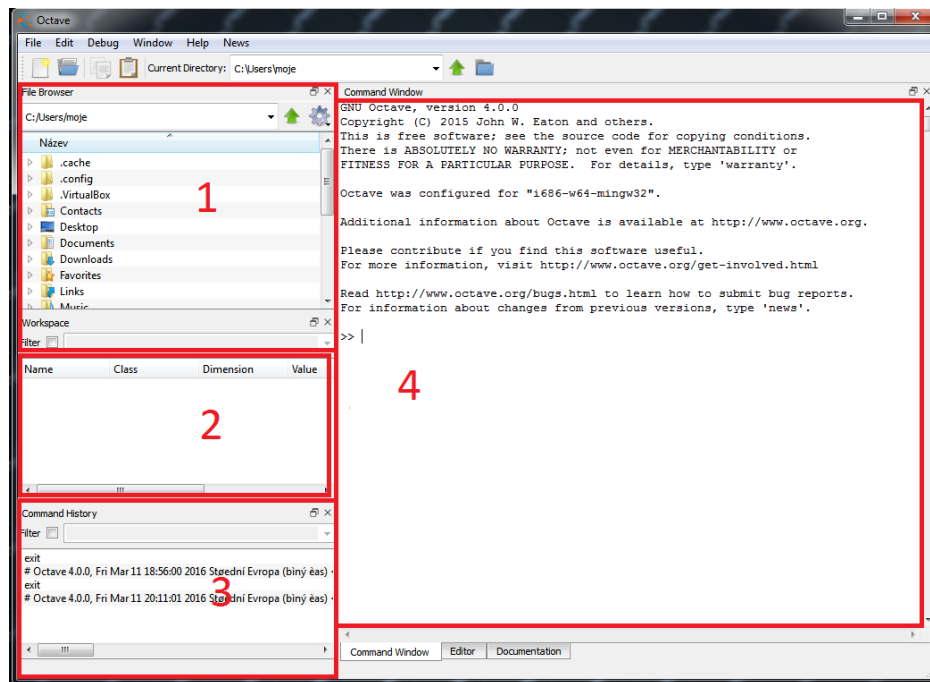 Octave
File Edit Debug Window Help News
Current Directory: C:\Users\moje
File Browser
C:/Users/moje
Název
.cache
.config
.VirtualBox
Contacts
Desktop
Documents
Downloads
Favorites
Links
Music
1
Workspace
Filter
Name Class Dimension Value
2
Command History
Filter
exit
# Octave 4.0.0, Fri Mar 11 18:56:00 2016 Støední Evropa (bìný èas)
exit
# Octave 4.0.0, Fri Mar 11 20:11:01 2016 Støední Evropa (bìný èas)
3
Command Window
GNU Octave, version 4.0.0
Copyright (C) 2015 John W. Eaton and others.
This is free software; see the source code for copying conditions.
There is ABSOLUTELY NO WARRANTY; not even for MERCHANTABILITY or
FITNESS FOR A PARTICULAR PURPOSE. For details, type 'warranty'.
Octave was configured for "i686-w64-mingw32".
Additional information about Octave is available at http://www.octave.org.
Please contribute if you find this software useful.
For more information, visit http://www.octave.org/get-involved.html
Read http://www.octave.org/bugs.html to learn how to submit bug reports.
For information about changes from previous versions, type 'news'.
>>
4
Command Window Editor Documentation